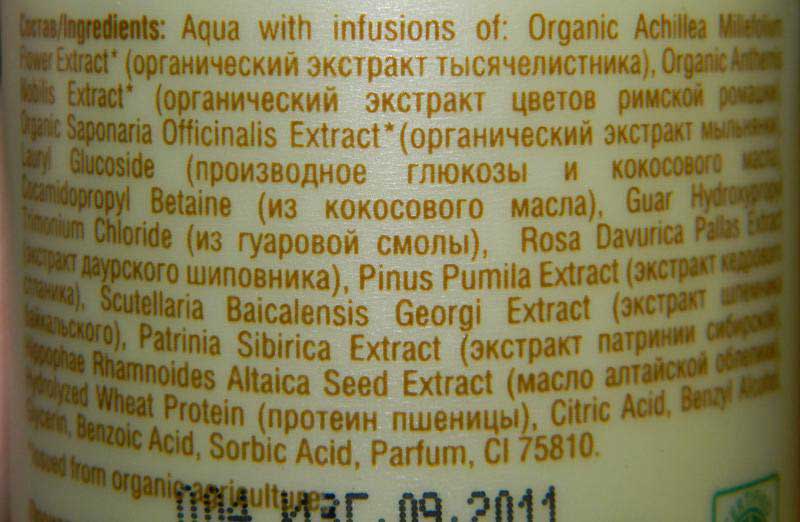 Состав/Ingredients: Aqua with infusions of: Organic Achillea Millefolium
Flower Extract* (органический экстракт тысячелистника), Organic Anthemis
Nobilis Extract* (органический экстракт цветов римской ромашки),
Organic Saponaria Officinalis Extract* (органический экстракт мыльнянки),
Lauryl Glucoside (производное глюкозы и кокосового масла),
Cocamidopropyl Betaine (из кокосового масла), Guar Hydroxypropyl
Trimonium Chloride (из гуаровой смолы), Rosa Davurica Pallas Extract
(экстракт даурского шиповника), Pinus Pumila Extract (экстракт кедрового
стланика), Scutellaria Baicalensis Georgi Extract (экстракт шлемника
байкальского), Patrinia Sibirica Extract (экстракт патринии сибирской),
Hippophae Rhamnoides Altaica Seed Extract (масло алтайской облепихи),
Hydrolyzed Wheat Protein (протеин пшеницы), Citric Acid, Benzyl Alcohol,
Glycerin, Benzoic Acid, Sorbic Acid, Parfum, CI 75810.
*issued from organic agriculture
004 ИЗГ.09.2011